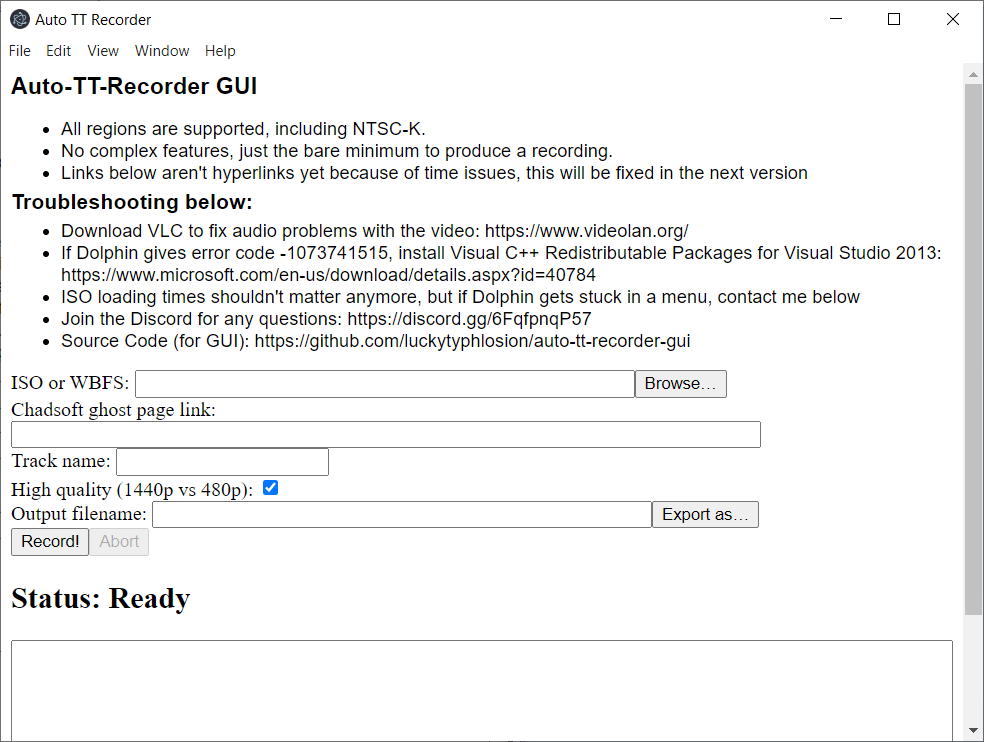 Auto TT Recorder
File Edit View Window Help
Auto-TT-Recorder GUI
All regions are supported, including NTSC-K.
No complex features, just the bare minimum to produce a recording.
Links below aren't hyperlinks yet because of time issues, this will be fixed in the next version
Troubleshooting below:
Download VLC to fix audio problems with the video: https://www.videolan.org/
If Dolphin gives error code -1073741515, install Visual C++ Redistributable Packages for Visual Studio 2013:
https://www.microsoft.com/en-us/download/details.aspx?id=40784
ISO loading times shouldn't matter anymore, but if Dolphin gets stuck in a menu, contact me below
Join the Discord for any questions: https://discord.gg/6FqfpnqP57
Source Code (for GUI): https://github.com/luckytyphlosion/auto-tt-recorder-gui
ISO or WBFS: Browse…
Chadsoft ghost page link:
Track name:
High quality (1440p vs 480p):
Output filename: Export as…
Record! Abort
Status: Ready